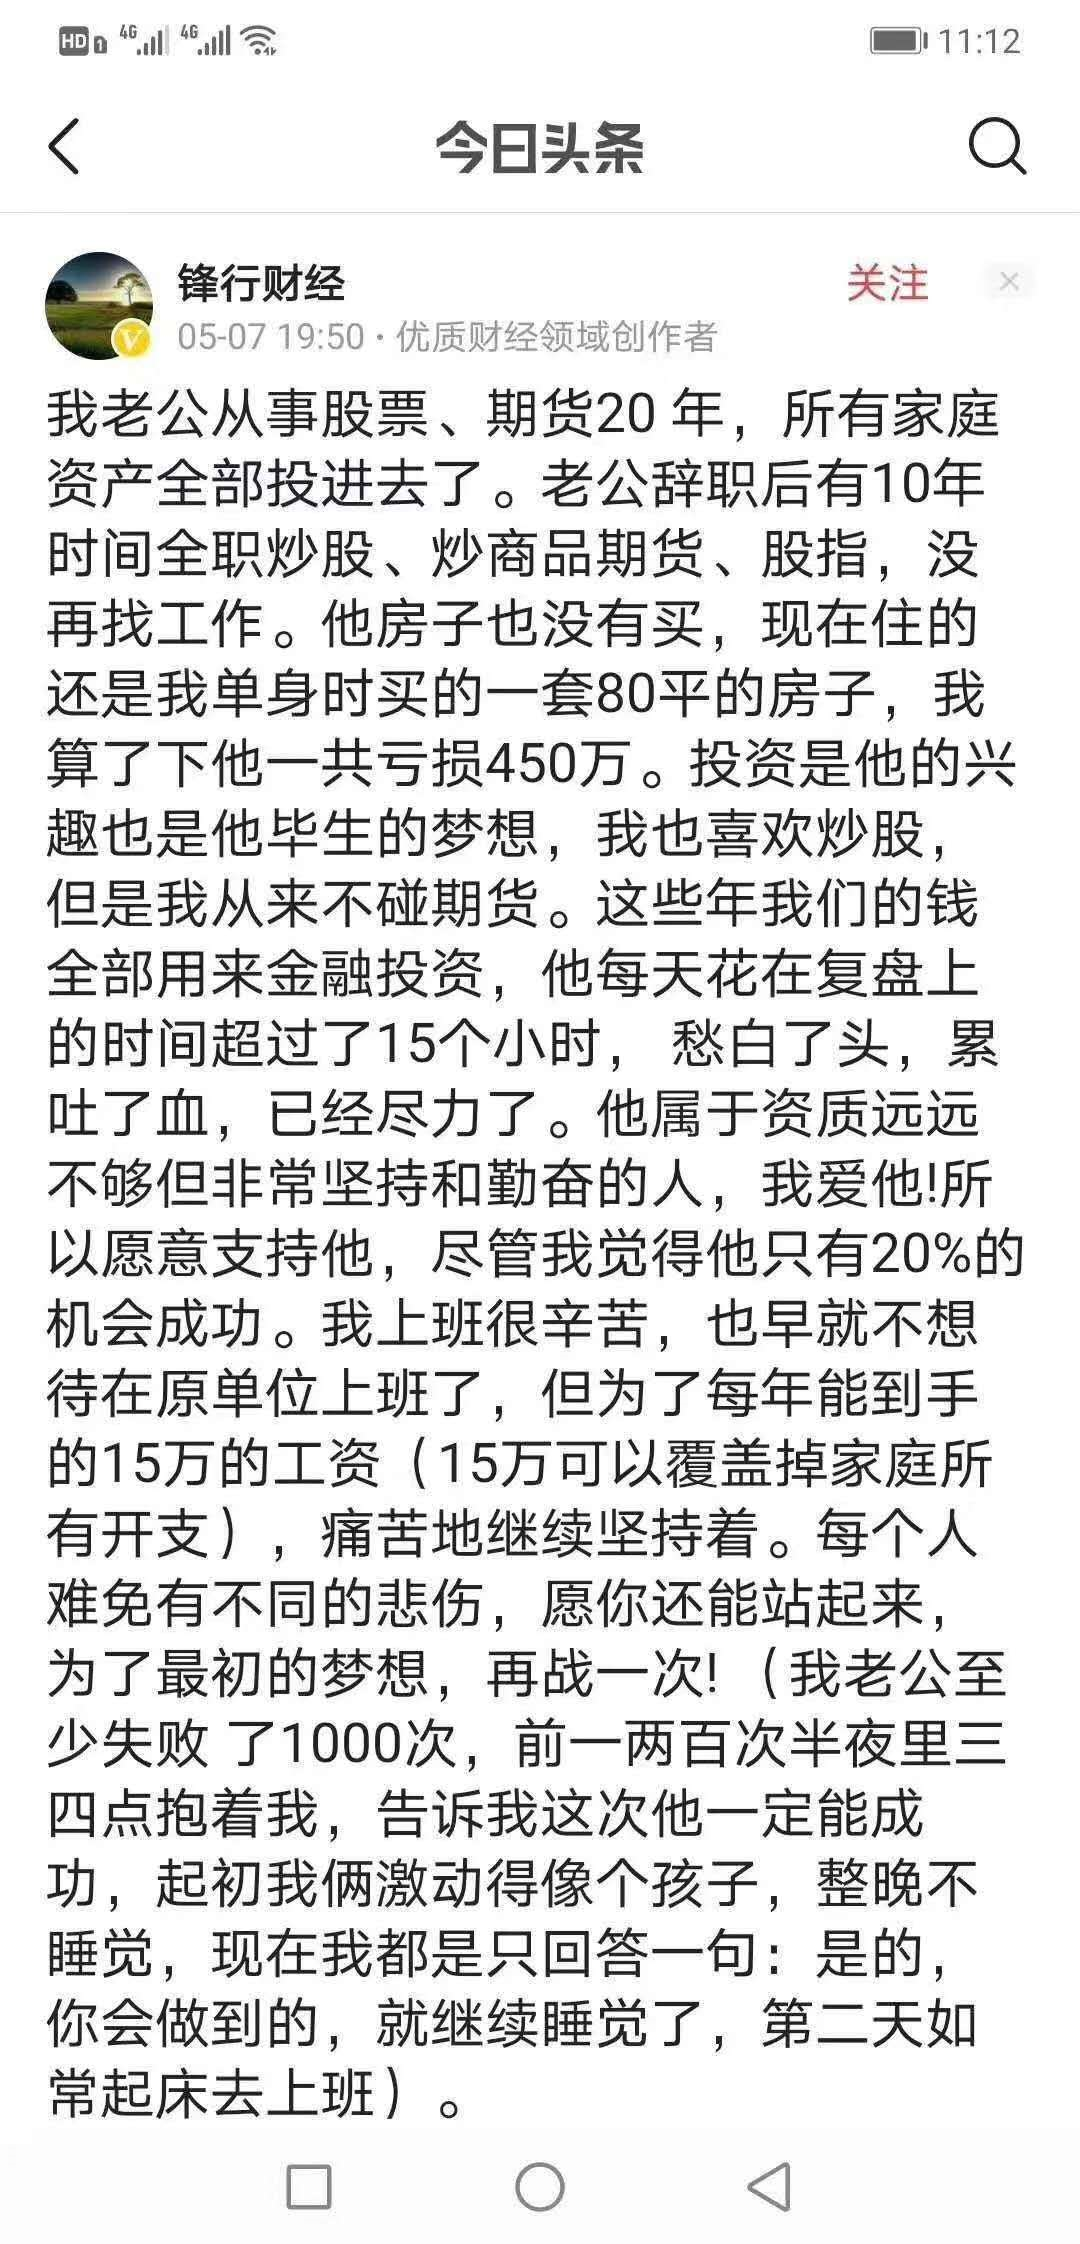 HD 1 4G 4G 11:12
今日头条
锋行财经 关注
05-07 19:50 · 优质财经领域创作者
我老公从事股票、期货20 年，所有家庭
资产全部投进去了。老公辞职后有10年
时间全职炒股、炒商品期货、股指，没
再找工作。他房子也没有买，现在住的
还是我单身时买的一套80平的房子，我
算了下他一共亏损450万。投资是他的兴
趣也是他毕生的梦想，我也喜欢炒股，
但是我从来不碰期货。这些年我们的钱
全部用来金融投资，他每天花在复盘上
的时间超过了15个小时， 愁白了头，累
吐了血，已经尽力了。他属于资质远远
不够但非常坚持和勤奋的人，我爱他!所
以愿意支持他，尽管我觉得他只有20%的
机会成功。我上班很辛苦，也早就不想
待在原单位上班了，但为了每年能到手
的15万的工资（15万可以覆盖掉家庭所
有开支），痛苦地继续坚持着。每个人
难免有不同的悲伤，愿你还能站起来，
为了最初的梦想，再战一次!（我老公至
少失败 了1000次，前一两百次半夜里三
四点抱着我，告诉我这次他一定能成
功，起初我俩激动得像个孩子，整晚不
睡觉，现在我都是只回答一句：是的，
你会做到的，就继续睡觉了，第二天如
常起床去上班）。